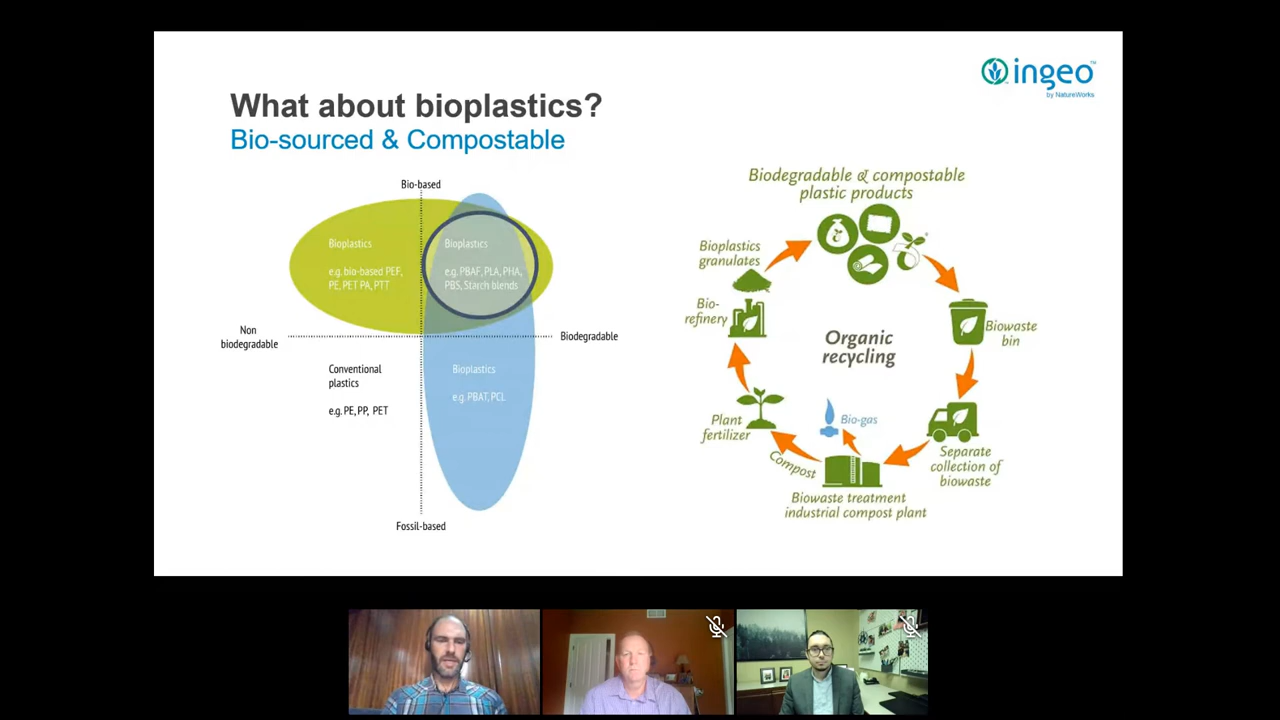 ingeo™
by NatureWorks
What about bioplastics?
Bio-sourced & Compostable
Bio-based
Bioplastics
e.g. bio-based PEF,
PE, PET PA, PTT
Bioplastics
e.g. PBAF, PLA, PHA,
PBS, Starch blends
Non
biodegradable
Biodegradable
Conventional
plastics
e.g. PE, PP, PET
Bioplastics
e.g. PBAT, PCL
Fossil-based
Biodegradable & compostable
plastic products
Bioplastics
granulates
Bio-
refinery
Organic
recycling
Biowaste
bin
Plant
fertilizer
Bio-gas
Compost
Separate
collection of
biowaste
Biowaste treatment
industrial compost plant